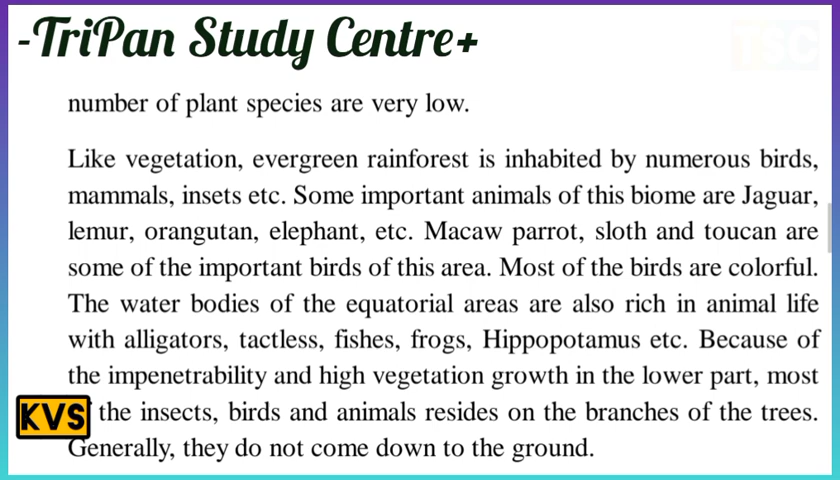 -TriPan Study Centre+
TSC
number of plant species are very low.
Like vegetation, evergreen rainforest is inhabited by numerous birds,
mammals, insets etc. Some important animals of this biome are Jaguar,
lemur, orangutan, elephant, etc. Macaw parrot, sloth and toucan are
some of the important birds of this area. Most of the birds are colorful.
The water bodies of the equatorial areas are also rich in animal life
with alligators, tactless, fishes, frogs, Hippopotamus etc. Because of
the impenetrability and high vegetation growth in the lower part, most
the insects, birds and animals resides on the branches of the trees.
KVS
Generally, they do not come down to the ground.